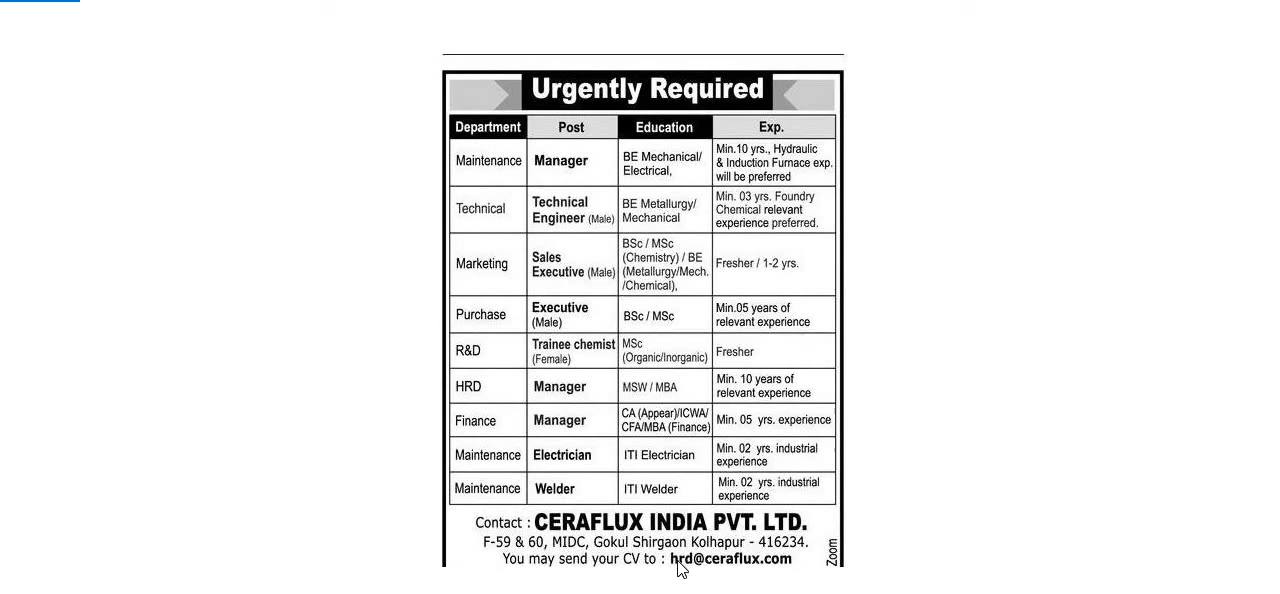 Urgently Required
Department Post Education Exp.
Maintenance Manager BE Mechanical/ Electrical, Min.10 yrs., Hydraulic & Induction Furnace exp. will be preferred
Technical Technical Engineer (Male) BE Metallurgy/ Mechanical Min. 03 yrs. Foundry Chemical relevant experience preferred.
Marketing Sales Executive (Male) BSc / MSc (Chemistry) / BE (Metallurgy/Mech. /Chemical), Fresher / 1-2 yrs.
Purchase Executive (Male) BSc / MSc Min.05 years of relevant experience
R&D Trainee chemist (Female) MSc (Organic/Inorganic) Fresher
HRD Manager MSW / MBA Min. 10 years of relevant experience
Finance Manager CA (Appear)/ICWA/ CFA/MBA (Finance) Min. 05 yrs. experience
Maintenance Electrician ITI Electrician Min. 02 yrs. industrial experience
Maintenance Welder ITI Welder Min. 02 yrs. industrial experience
Contact : CERAFLUX INDIA PVT. LTD.
F-59 & 60, MIDC, Gokul Shirgaon Kolhapur - 416234.
You may send your CV to : hrd@ceraflux.com
Zoom